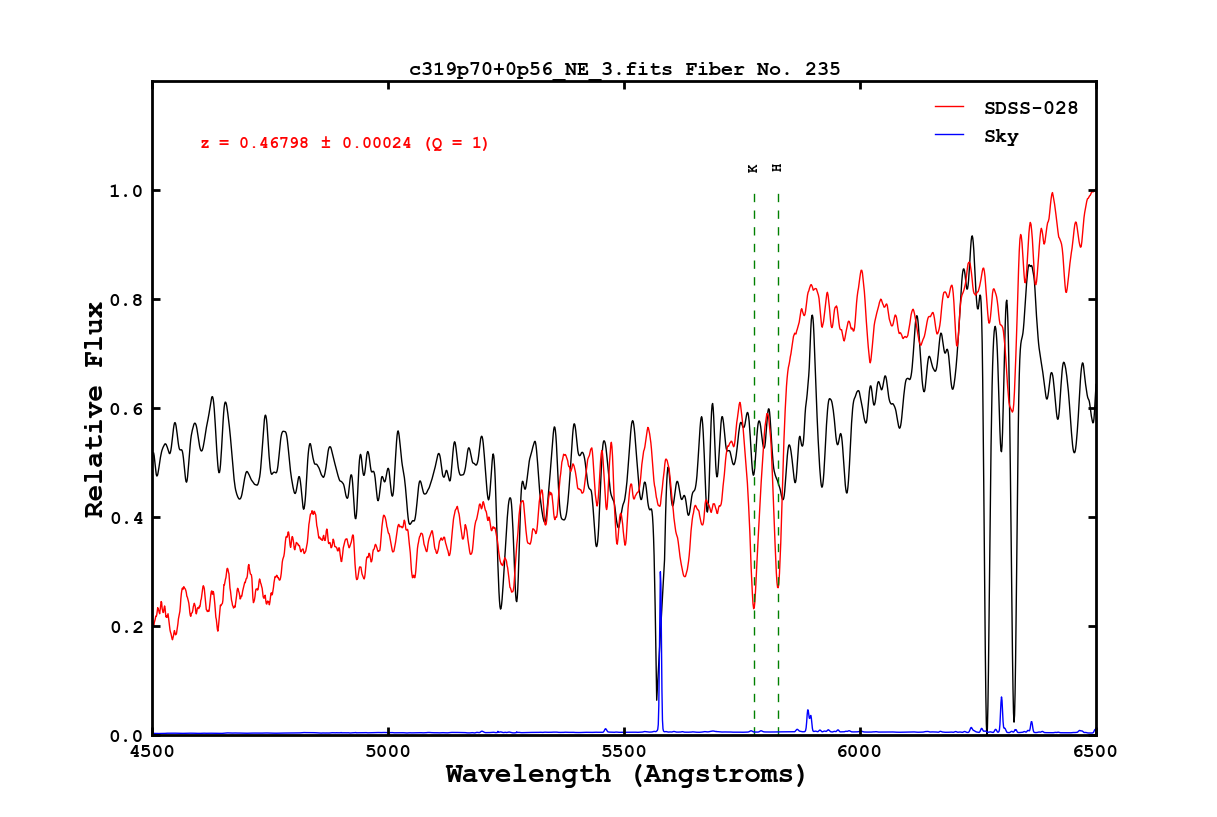 c319p70+0p56_NE_3.fits Fiber No. 235
SDSS-028
Sky
z = 0.46798 ± 0.00024 (Q = 1)
K H
1.0
0.8
0.6
0.4
0.2
0.0
Relative Flux
4500 5000 5500 6000 6500
Wavelength (Angstroms)